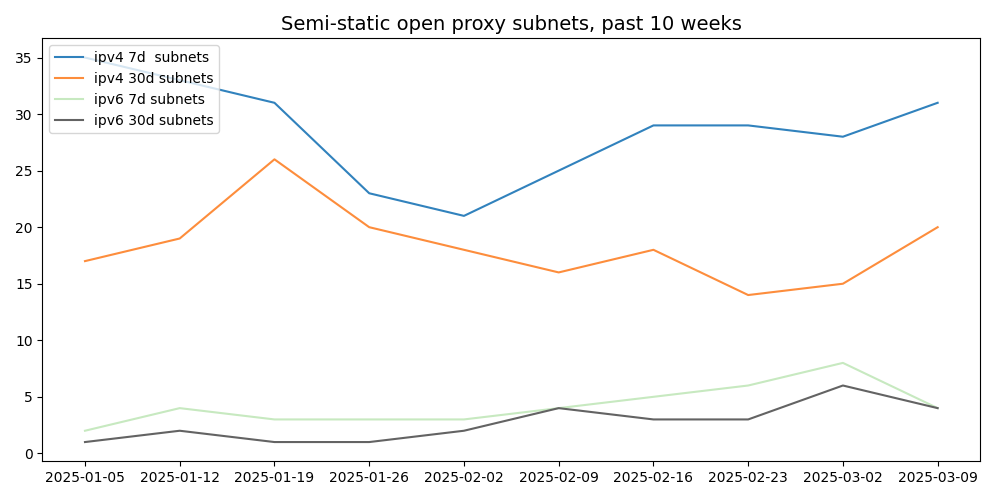 Semi-static open proxy subnets, past 10 weeks
ipv4 7d  subnets
ipv4 30d subnets
ipv6 7d subnets
ipv6 30d subnets
35
30
25
20
15
10
5
0
2025-01-05 2025-01-12 2025-01-19 2025-01-26 2025-02-02 2025-02-09 2025-02-16 2025-02-23 2025-03-02 2025-03-09